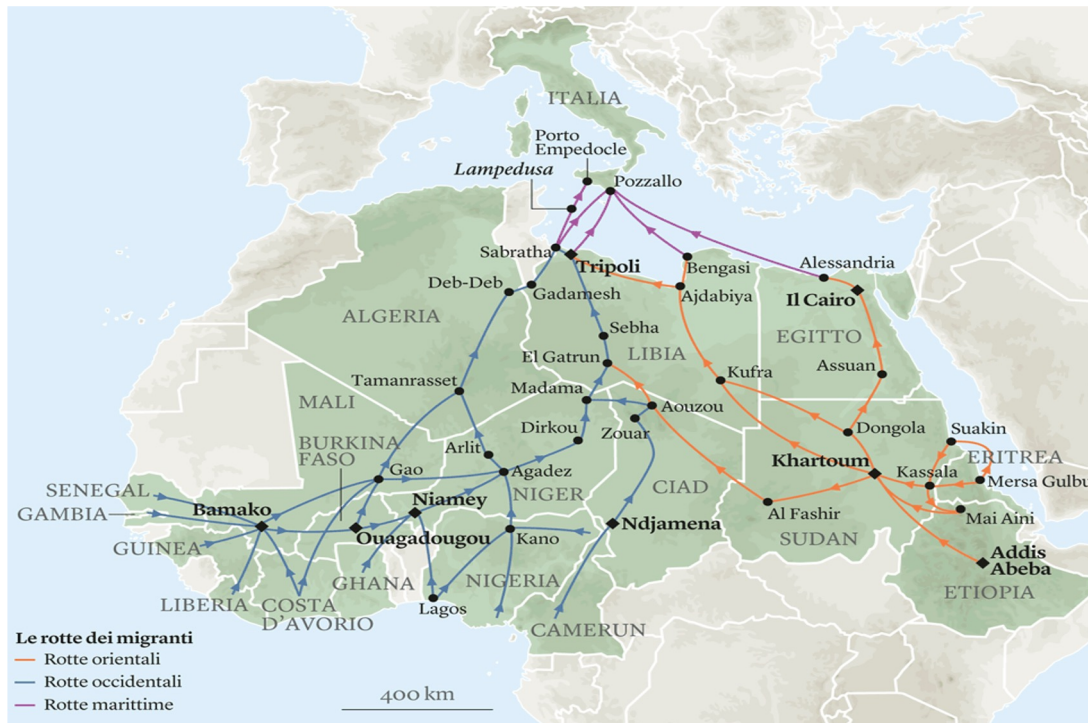 ITALIA
Porto
Empedocle
Lampedusa
Pozzallo
Sabratha
Tripoli
Bengasi
Alessandria
Deb-Deb
Gadamesh
Ajdabiya
Il Cairo
ALGERIA
Sebha
LIBIA
EGITTO
El Gatrun
Tamanrasset
Madama
Kufra
Assuan
MALI
Aouzou
Dirkou
Zouar
Dongola
Suakin
BURKINA
FASO
Arlit
Gao
Agadez
Khartoum
Kassala
ERITREA
Mersa Gulbu
SENEGAL
GAMBIA
Bamako
Niamey
NIGER
CIAD
Al Fashir
Mai Aini
Ouagadougou
Kano
Ndjamena
SUDAN
GUINEA
GHANA
NIGERIA
Addis
Abeba
LIBERIA
COSTA
D'AVORIO
Lagos
CAMERUN
ETIOPIA
Le rotte dei migranti
Rotte orientali
Rotte occidentali
Rotte marittime
400 km